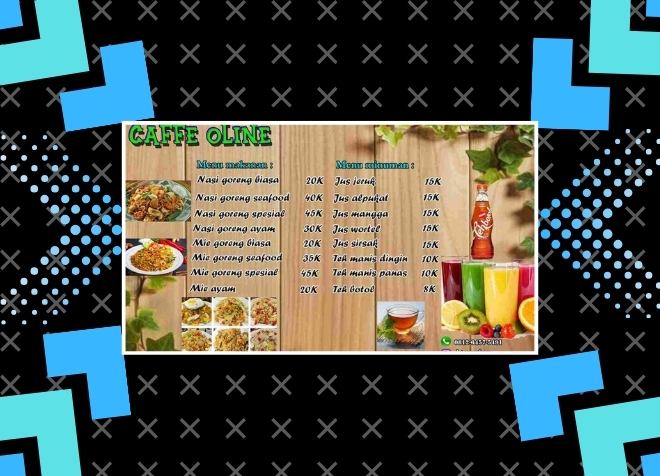 CAFFE OLINE
Menu makanan :
Nasi goreng biasa 20K
Nasi goreng seafood 40K
Nasi goreng spesial 45K
Nasi goreng ayam 30K
Mie goreng biasa 20K
Mie goreng seafood 35K
Mie goreng spesial 45K
Mie ayam 20K
Menu minuman :
Jus jeruk 15K
Jus alpukat 15K
Jus mangga 15K
Jus wortel 15K
Jus sirsak 15K
Teh manis dingin 10K
Teh manis panas 10K
Teh botol 8K